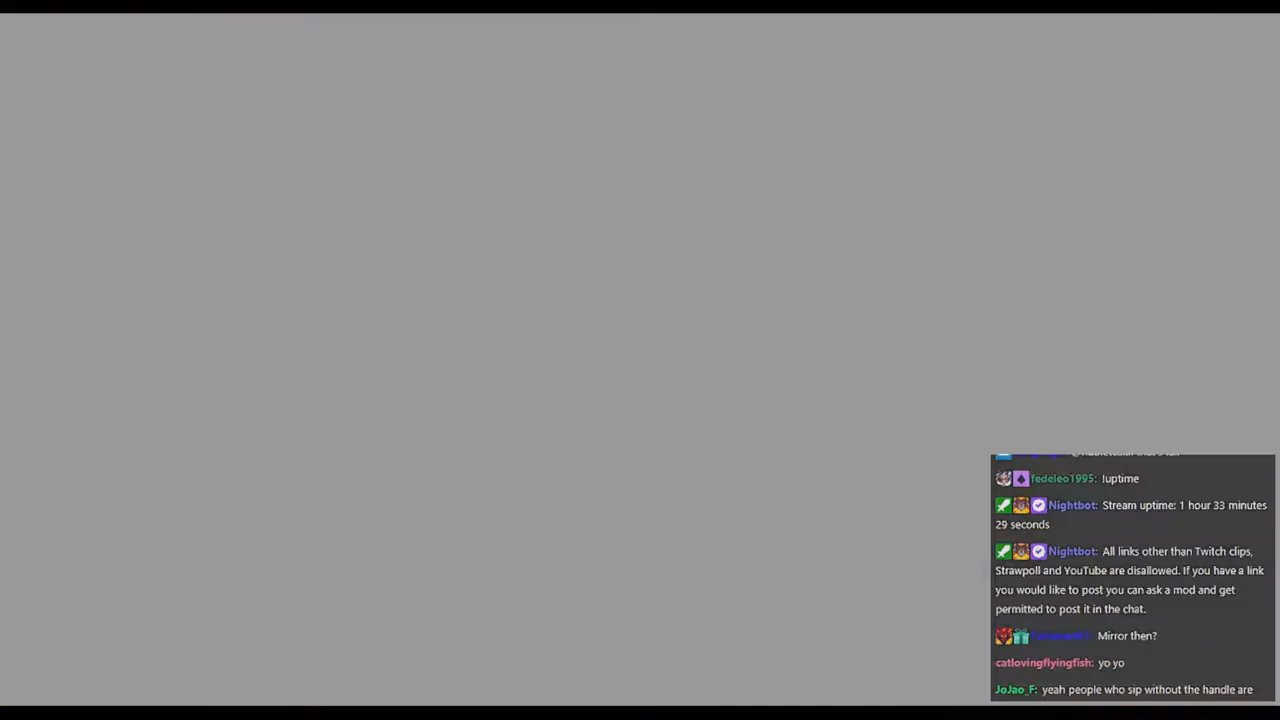 fedeleo1995: !uptime
Nightbot: Stream uptime: 1 hour 33 minutes
29 seconds
Nightbot: All links other than Twitch clips,
Strawpoll and YouTube are disallowed. If you have a link
you would like to post you can ask a mod and get
permitted to post it in the chat.
Mirror then?
catlovingflyingfish: yo yo
JoJao_F: yeah people who sip without the handle are